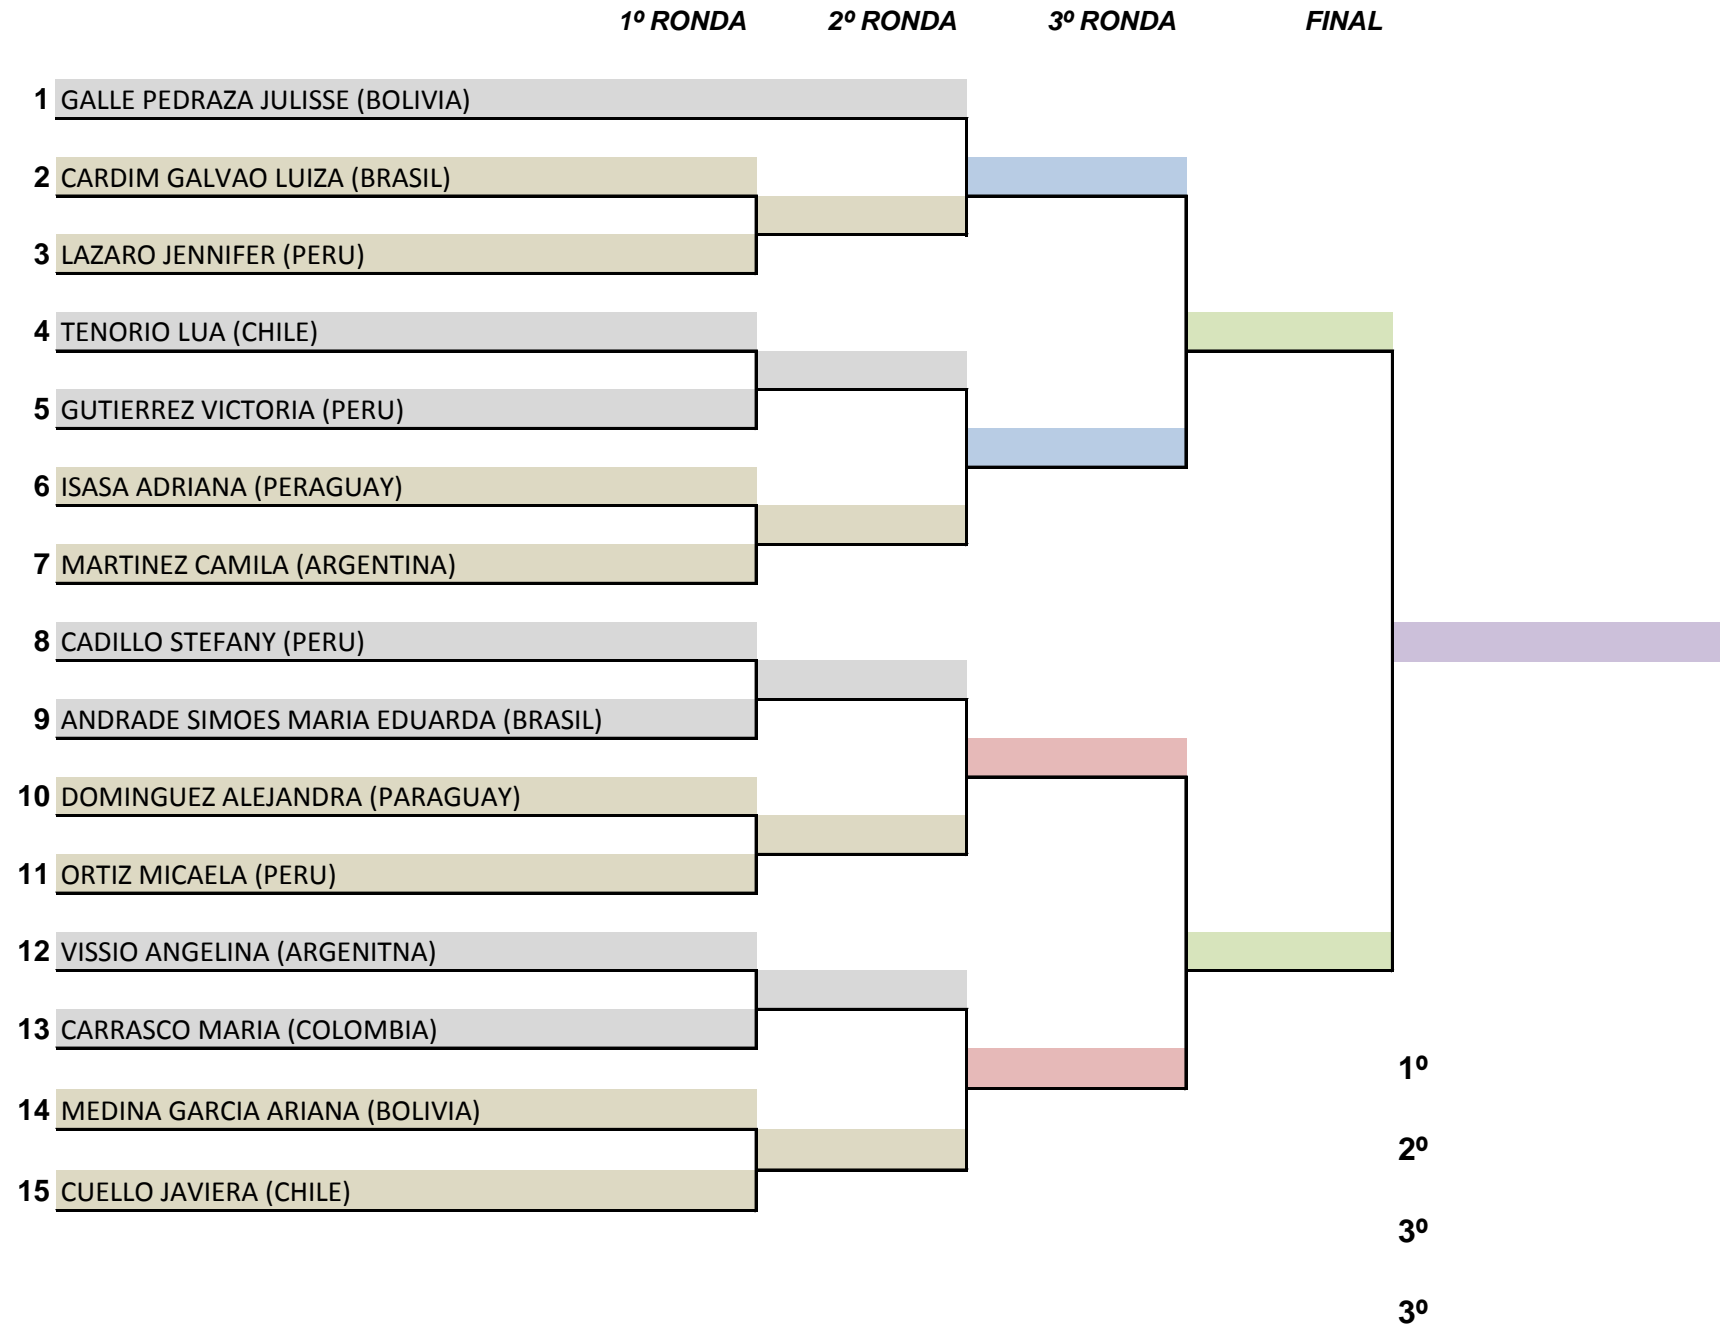 1º RONDA 2º RONDA 3º RONDA FINAL
1 GALLE PEDRAZA JULISSE (BOLIVIA)
2 CARDIM GALVAO LUIZA (BRASIL)
3 LAZARO JENNIFER (PERU)
4 TENORIO LUA (CHILE)
5 GUTIERREZ VICTORIA (PERU)
6 ISASA ADRIANA (PERAGUAY)
7 MARTINEZ CAMILA (ARGENTINA)
8 CADILLO STEFANY (PERU)
9 ANDRADE SIMOES MARIA EDUARDA (BRASIL)
10 DOMINGUEZ ALEJANDRA (PARAGUAY)
11 ORTIZ MICAELA (PERU)
12 VISSIO ANGELINA (ARGENITNA)
13 CARRASCO MARIA (COLOMBIA)
1º
14 MEDINA GARCIA ARIANA (BOLIVIA)
2º
15 CUELLO JAVIERA (CHILE)
3º
3º